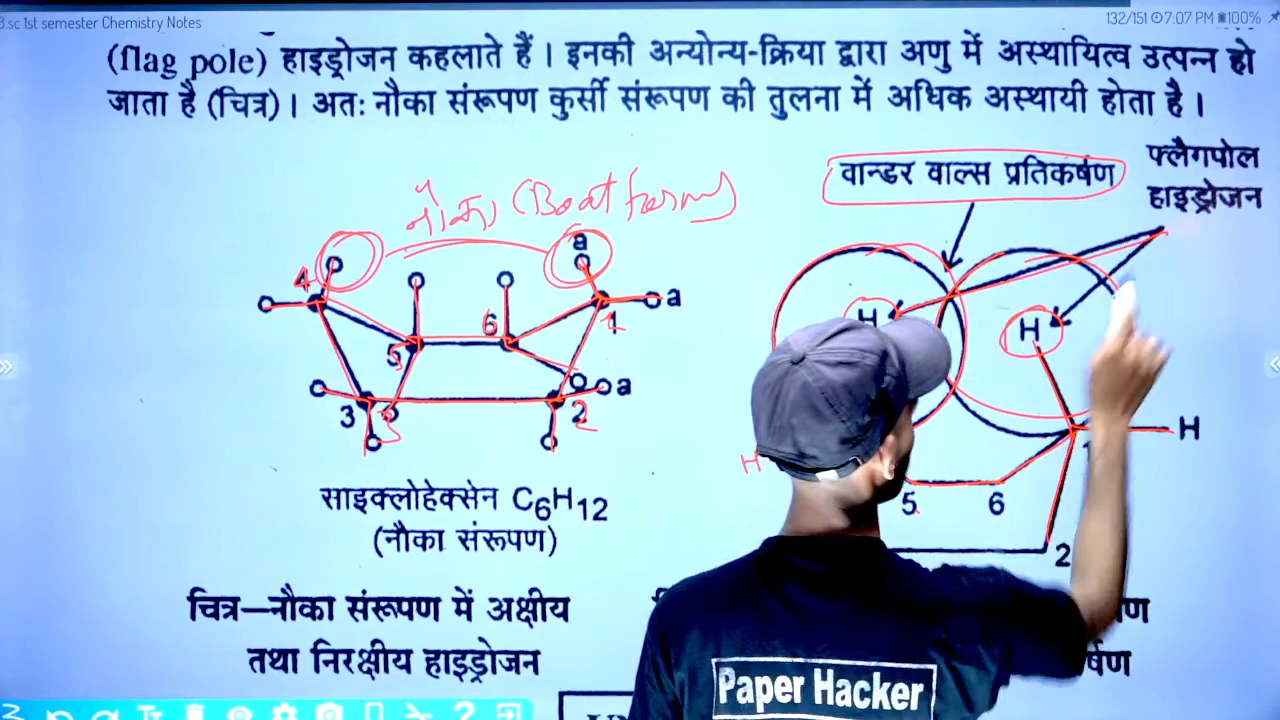 B.sc 1st semester Chemistry Notes
132/151 7:07 PM 100%
(flag pole) हाइड्रोजन कहलाते हैं। इनकी अन्योन्य-क्रिया द्वारा अणु में अस्थायित्व उत्पन्न हो
जाता है (चित्र)। अतः नौका संरूपण कुर्सी संरूपण की तुलना में अधिक अस्थायी होता है।
नौका (Boat form)
a
4
a
6
1
5
a
3
3
2
साइक्लोहेक्सेन C6H12
(नौका संरूपण)
चित्र—नौका संरूपण में अक्षीय
तथा निरक्षीय हाइड्रोजन
वान्डर वाल्स प्रतिकर्षण
फ्लैगपोल
हाइड्रोजन
H
H
H
H
5
6
2
Paper Hacker